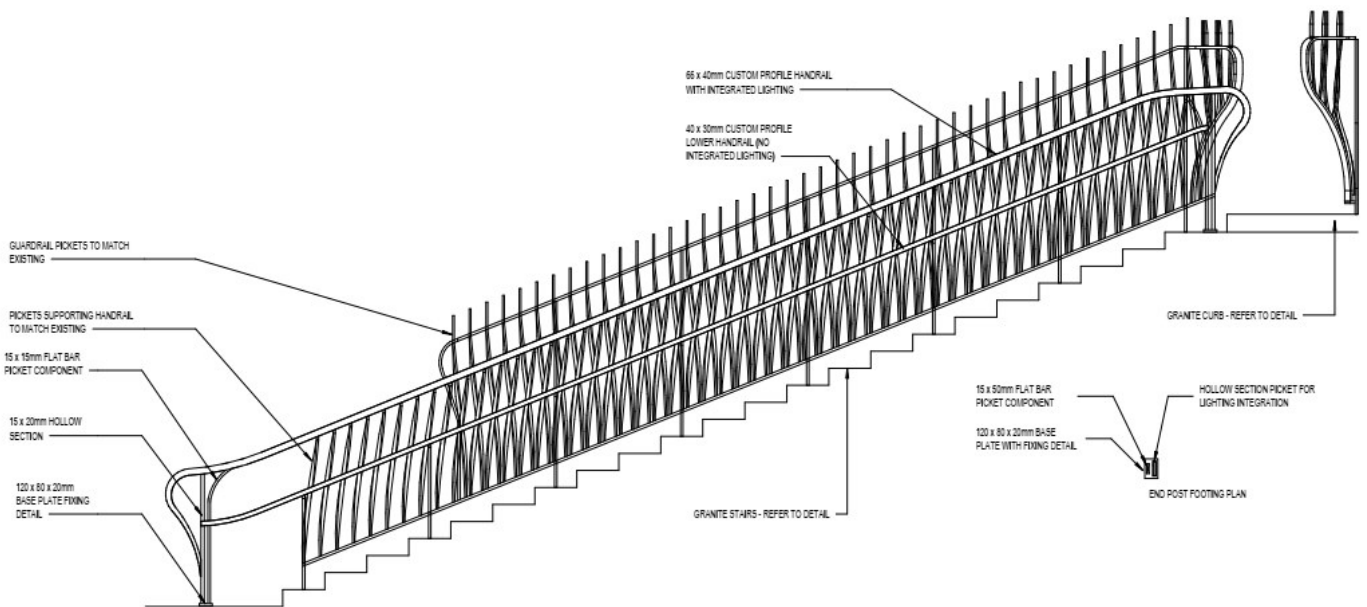 66 x 40mm CUSTOM PROFILE HANDRAIL
WITH INTEGRATED LIGHTING
40 x 30mm CUSTOM PROFILE
LOWER HANDRAIL (NO
INTEGRATED LIGHTING)
GUARDRAIL PICKETS TO MATCH
EXISTING
PICKETS SUPPORTING HANDRAIL
TO MATCH EXISTING
15 x 15mm FLAT BAR
PICKET COMPONENT
15 x 20mm HOLLOW
SECTION
120 x 80 x 20mm
BASE PLATE FIXING
DETAIL
GRANITE STAIRS - REFER TO DETAIL
GRANITE CURB - REFER TO DETAIL
15 x 50mm FLAT BAR
PICKET COMPONENT
120 x 80 x 20mm BASE
PLATE WITH FIXING DETAIL
HOLLOW SECTION PICKET FOR
LIGHTING INTEGRATION
END POST FOOTING PLAN